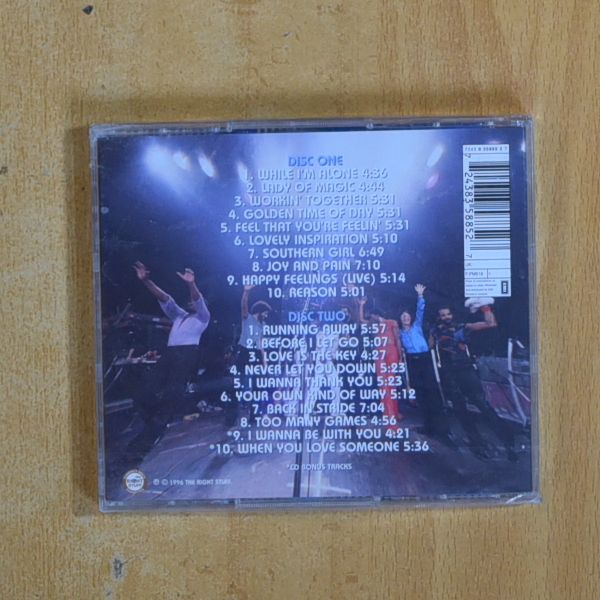 DISC ONE
1. WHILE I'M ALONE 4:36
2. LADY OF MAGIC 4:44
3. WORKIN' TOGETHER 5:31
4. GOLDEN TIME OF DAY 5:31
5. FEEL THAT YOU'RE FEELIN' 5:31
6. LOVELY INSPIRATION 5:10
7. SOUTHERN GIRL 6:49
8. JOY AND PAIN 7:10
9. HAPPY FEELINGS (LIVE) 5:14
10. REASON 5:01
DISC TWO
1. RUNNING AWAY 5:57
2. BEFORE I LET GO 5:07
3. LOVE IS THE KEY 4:27
4. NEVER LET YOU DOWN 5:23
5. I WANNA THANK YOU 5:23
6. YOUR OWN KIND OF WAY 5:12
7. BACK IN STRIDE 7:04
8. TOO MANY GAMES 4:56
*9. I WANNA BE WITH YOU 4:21
*10. WHEN YOU LOVE SOMEONE 5:36
*CD BONUS TRACKS
℗ © 1996 THE RIGHT STUFF.
7 24383 58852 7
EMI